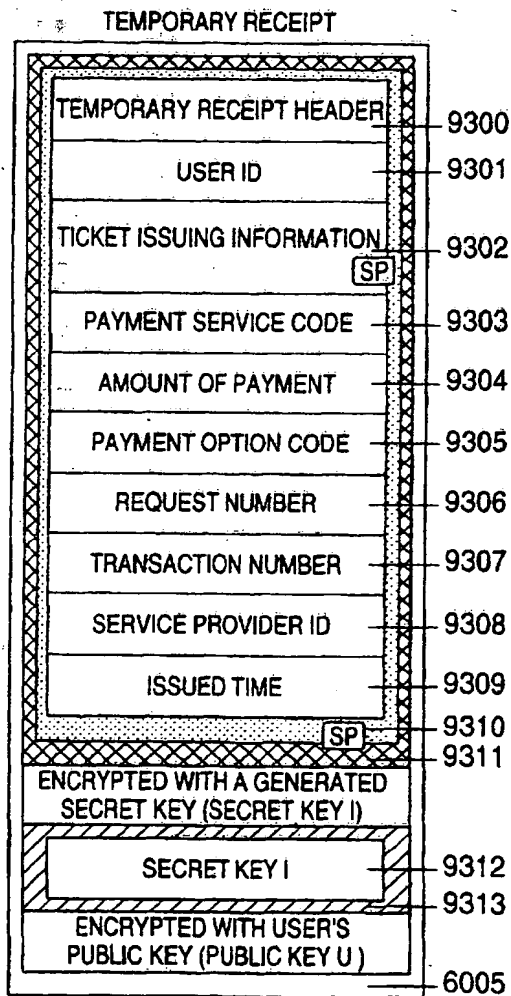 TEMPORARY RECEIPT
TEMPORARY RECEIPT HEADER 9300
USER ID 9301
TICKET ISSUING INFORMATION 9302
SP
PAYMENT SERVICE CODE 9303
AMOUNT OF PAYMENT 9304
PAYMENT OPTION CODE 9305
REQUEST NUMBER 9306
TRANSACTION NUMBER 9307
SERVICE PROVIDER ID 9308
ISSUED TIME 9309
SP 9310
9311
ENCRYPTED WITH A GENERATED
SECRET KEY (SECRET KEY I)
SECRET KEY I 9312
9313
ENCRYPTED WITH USER'S
PUBLIC KEY (PUBLIC KEY U )
6005